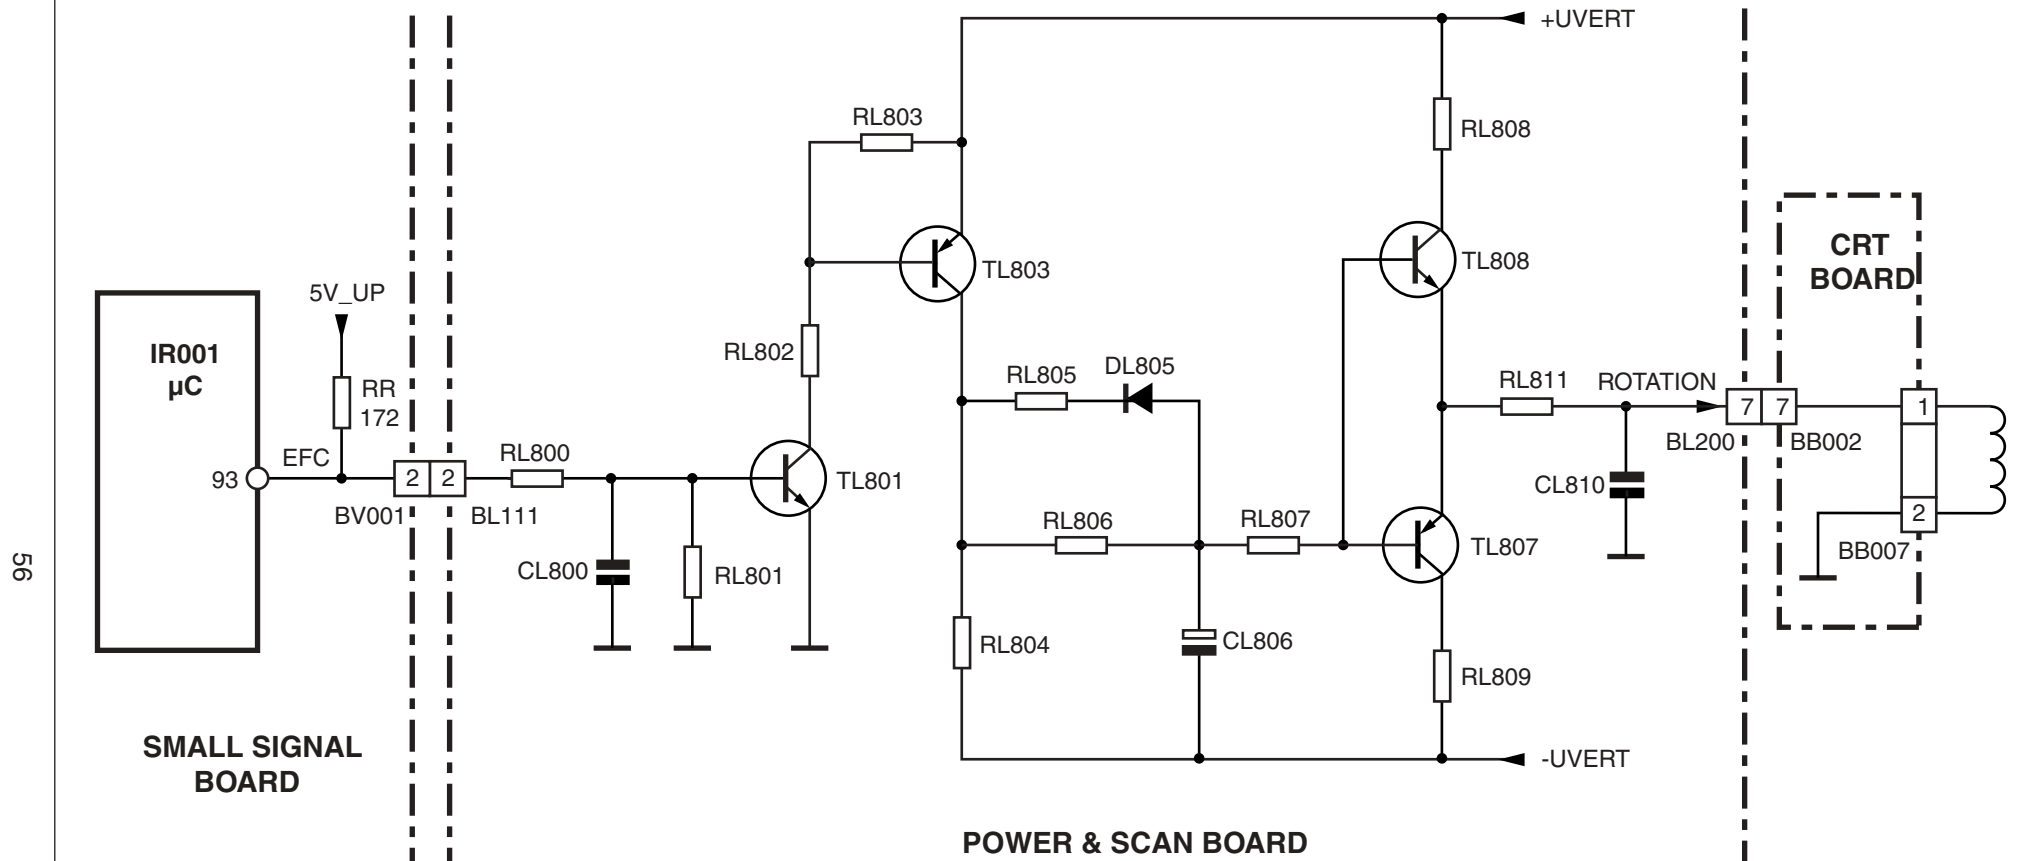 +UVERT
RL803
RL808
CRT
BOARD
TL803
TL808
5V_UP
IR001
µC
RR
172
RL802
RL805
DL805
RL811
ROTATION
7
7
1
BL200
BB002
EFC
93
2
2
RL800
TL801
BV001
BL111
CL810
2
RL806
RL807
TL807
BB007
56
CL800
RL801
RL804
CL806
RL809
SMALL SIGNAL
BOARD
-UVERT
POWER & SCAN BOARD